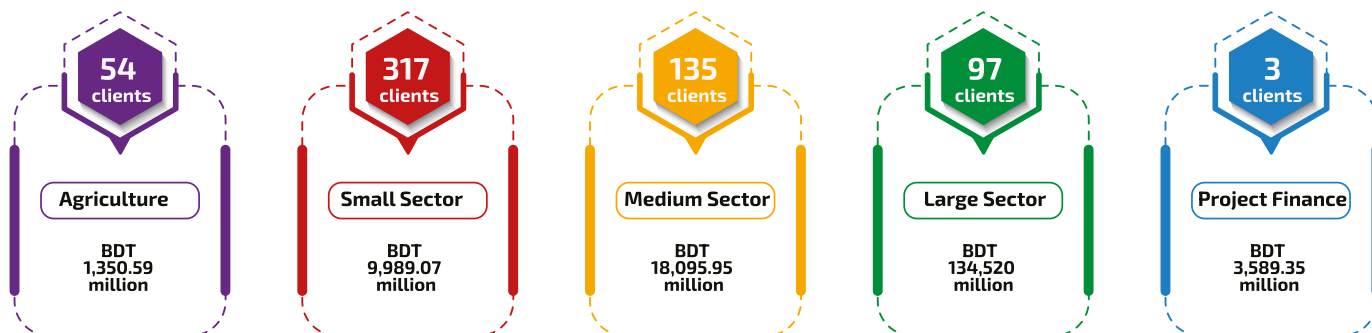 54
clients
Agriculture
BDT
1,350.59
million
317
clients
Small Sector
BDT
9,989.07
million
135
clients
Medium Sector
BDT
18,095.95
million
97
clients
Large Sector
BDT
134,520
million
3
clients
Project Finance
BDT
3,589.35
million